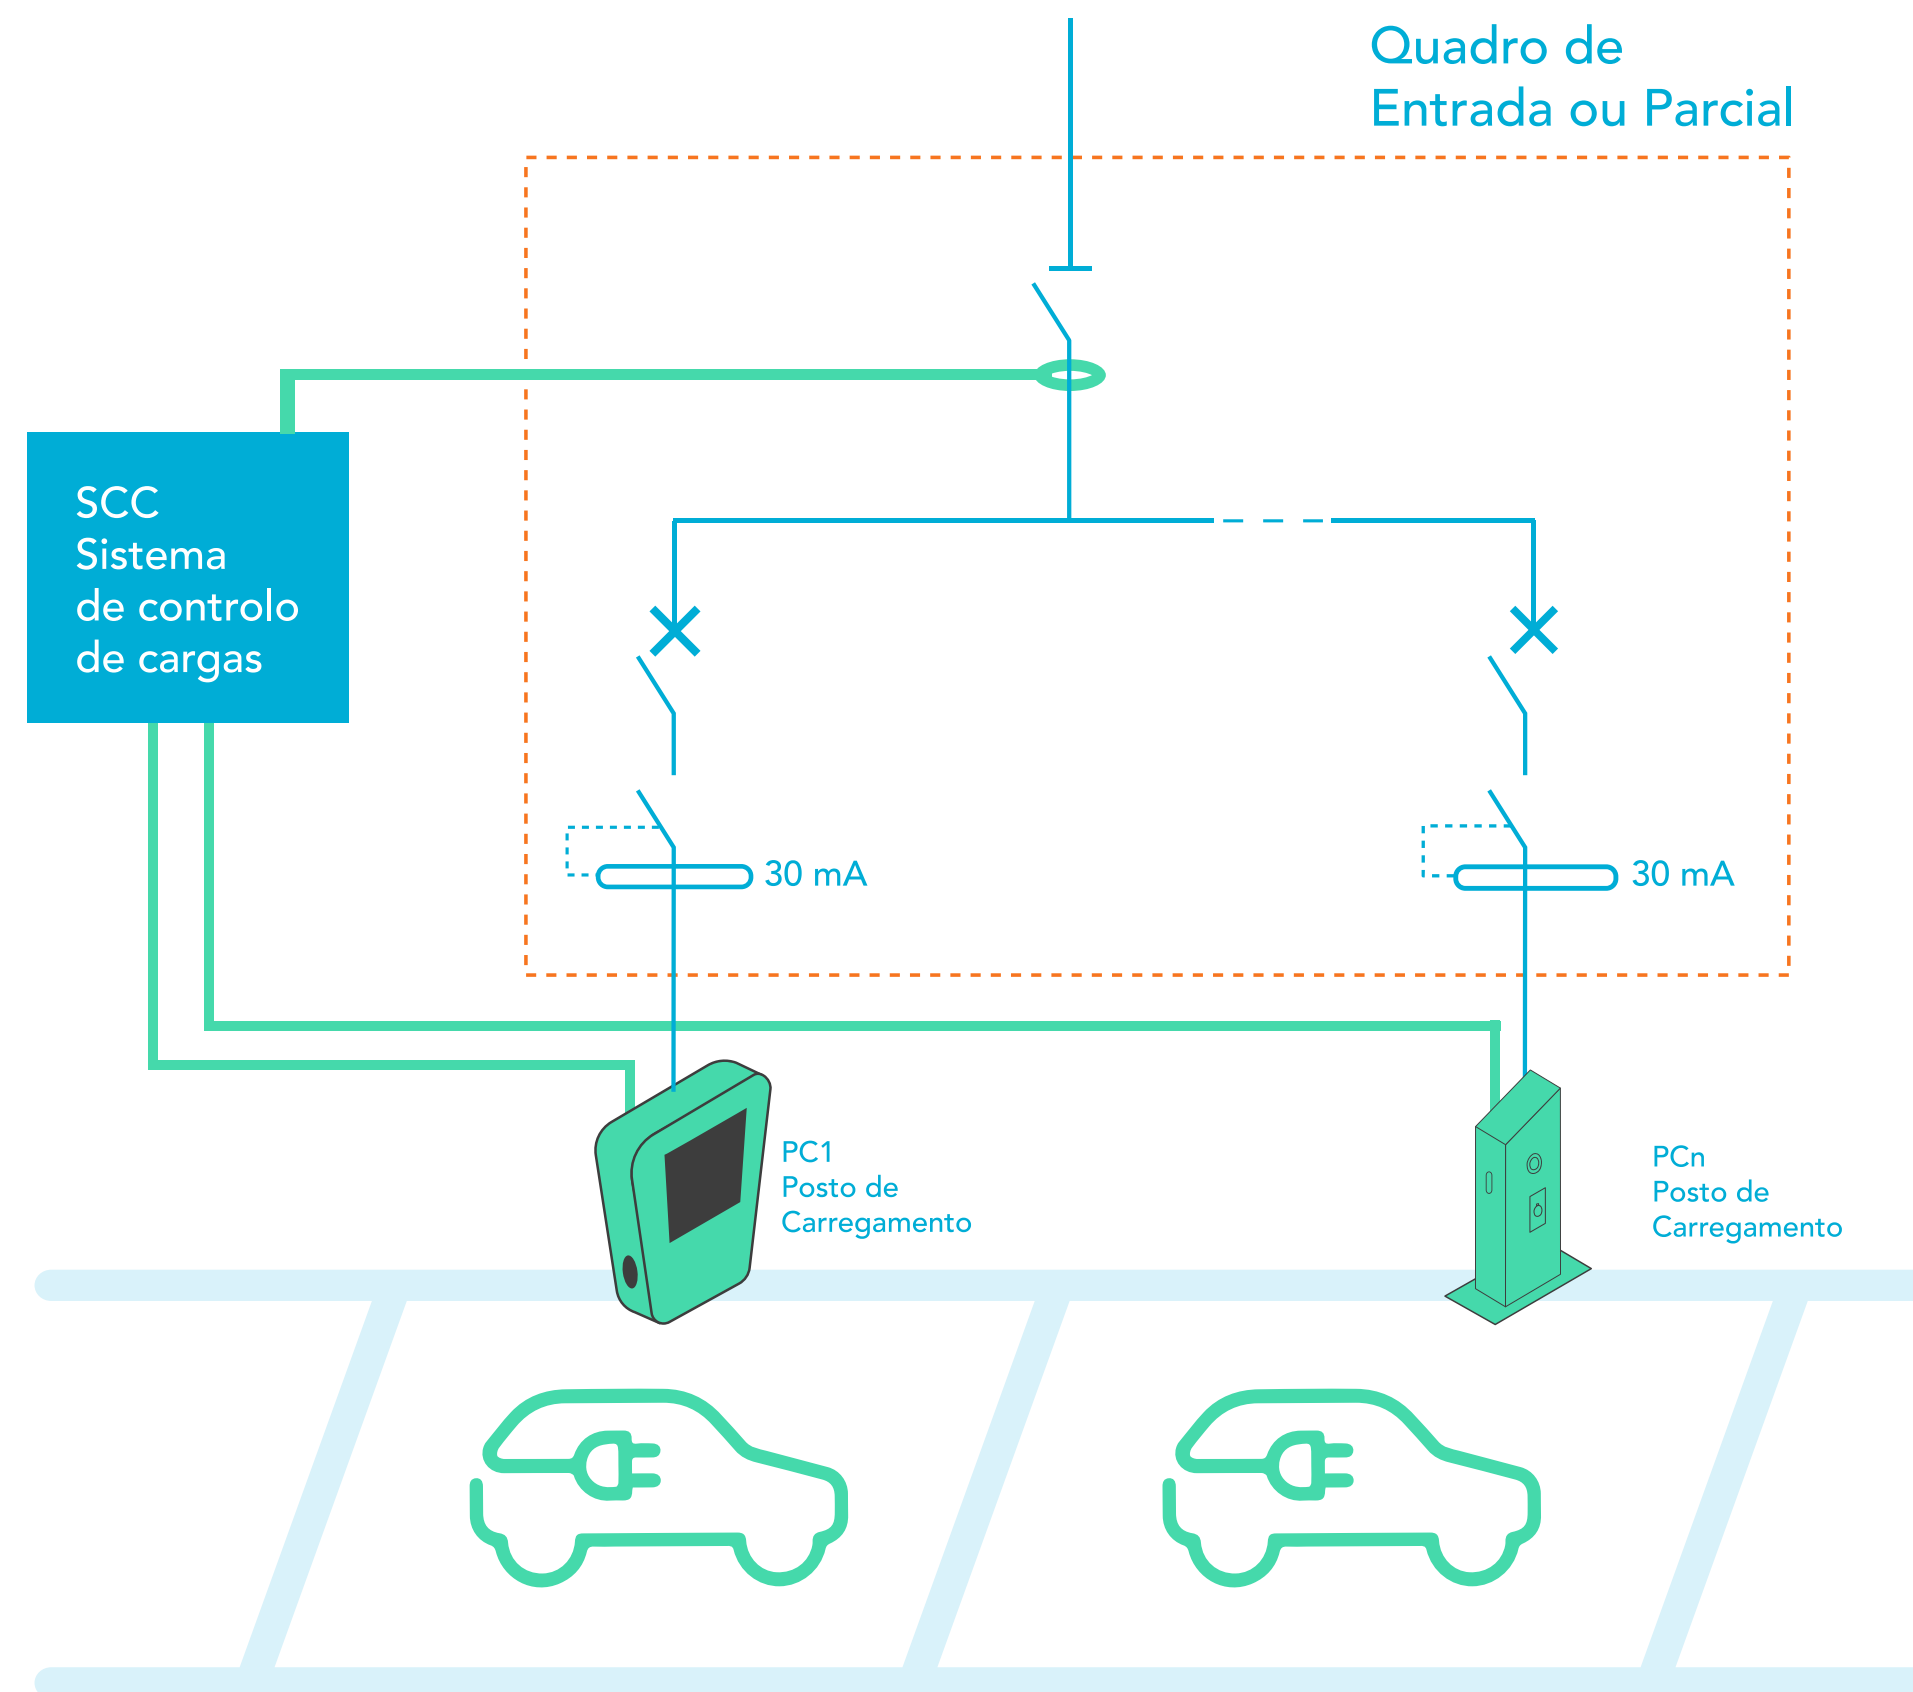 Quadro de
Entrada ou Parcial
SCC
Sistema
de controlo
de cargas
30 mA
30 mA
PC1
Posto de
Carregamento
PCn
Posto de
Carregamento